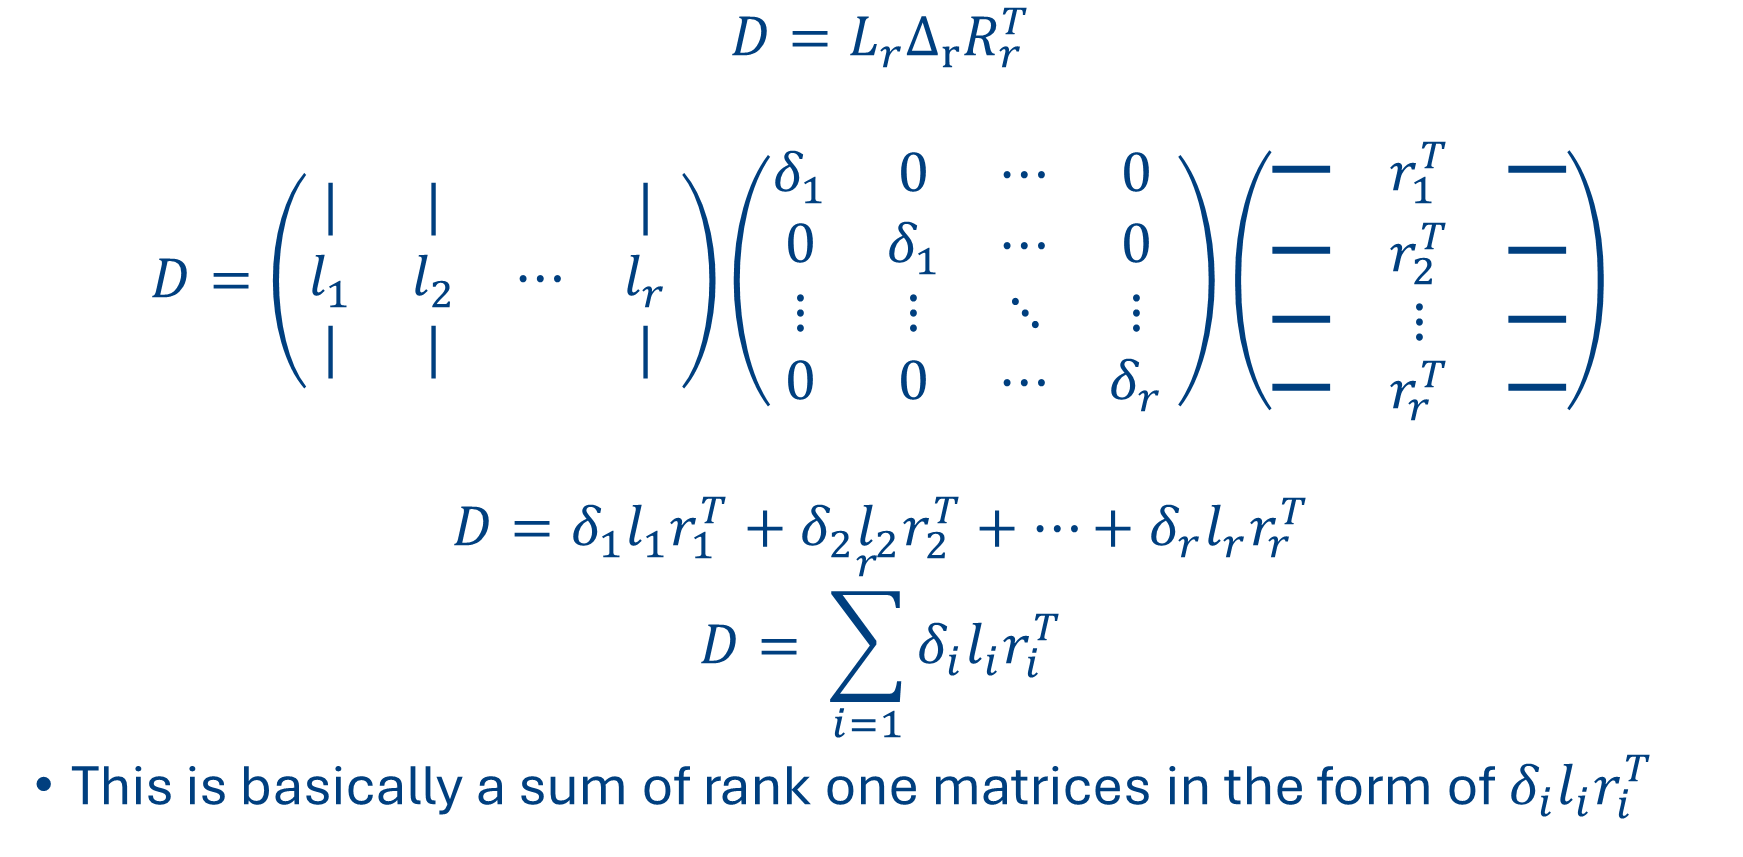 D = L_r Δ_r R_r^T
D = ( | | | ; l_1 l_2 ⋯ l_r ; | | | ) ( δ_1 0 ⋯ 0 ; 0 δ_1 ⋯ 0 ; ⋮ ⋮ ⋱ ⋮ ; 0 0 ⋯ δ_r ) ( — r_1^T — ; — r_2^T — ; — ⋮ — ; — r_r^T — )
D = δ_1 l_1 r_1^T + δ_2 l_2 r_2^T + ⋯ + δ_r l_r r_r^T
D = ∑_{i=1}^{r} δ_i l_i r_i^T
• This is basically a sum of rank one matrices in the form of δ_i l_i r_i^T